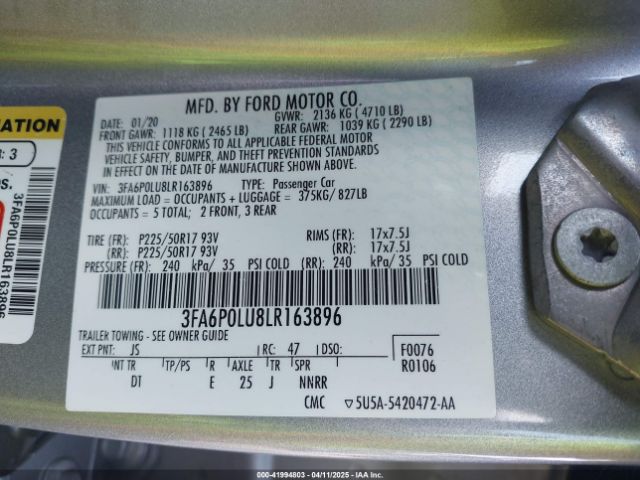 MFD. BY FORD MOTOR CO.
DATE: 01/20 GVWR: 2136 KG ( 4710 LB)
FRONT GAWR: 1118 KG ( 2465 LB) REAR GAWR: 1039 KG ( 2290 LB)
THIS VEHICLE CONFORMS TO ALL APPLICABLE FEDERAL MOTOR
VEHICLE SAFETY, BUMPER, AND THEFT PREVENTION STANDARDS
IN EFFECT ON THE DATE OF MANUFACTURE SHOWN ABOVE.
VIN: 3FA6P0LU8LR163896 TYPE: Passenger Car
MAXIMUM LOAD = OCCUPANTS + LUGGAGE = 375KG/ 827LB
OCCUPANTS = 5 TOTAL; 2 FRONT, 3 REAR
TIRE (FR): P225/50R17 93V RIMS (FR): 17x7.5J
(RR): P225/50R17 93V (RR): 17x7.5J
PRESSURE (FR): 240 kPa/ 35 PSI COLD (RR): 240 kPa/ 35 PSI COLD
3FA6P0LU8LR163896
TRAILER TOWING - SEE OWNER GUIDE
EXT PNT: JS RC: 47 DSO: F0076
R0106
INT TR TP/PS R AXLE TR SPR
DT E 25 J NNRR
CMC 5U5A-5420472-AA
: 3
3FA6P0LU8LR163896
000-41994803 - 04/11/2025 - IAAI.COM